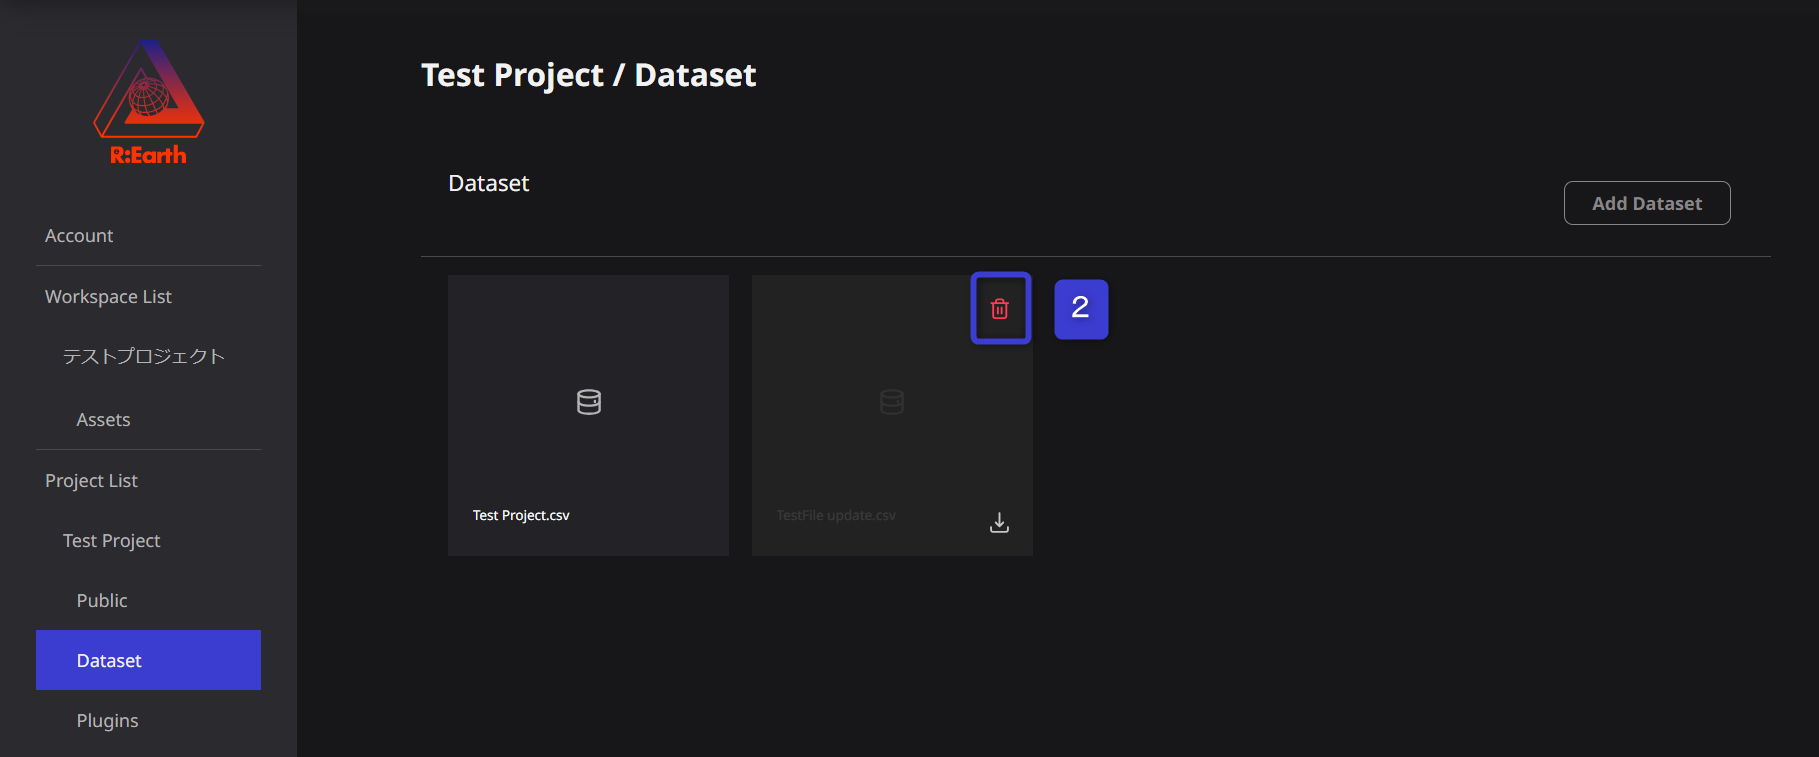 R:Earth
Account
Workspace List
テストプロジェクト
Assets
Project List
Test Project
Public
Dataset
Plugins
Test Project / Dataset
Dataset
Add Dataset
2
Test Project.csv
TestFile update.csv